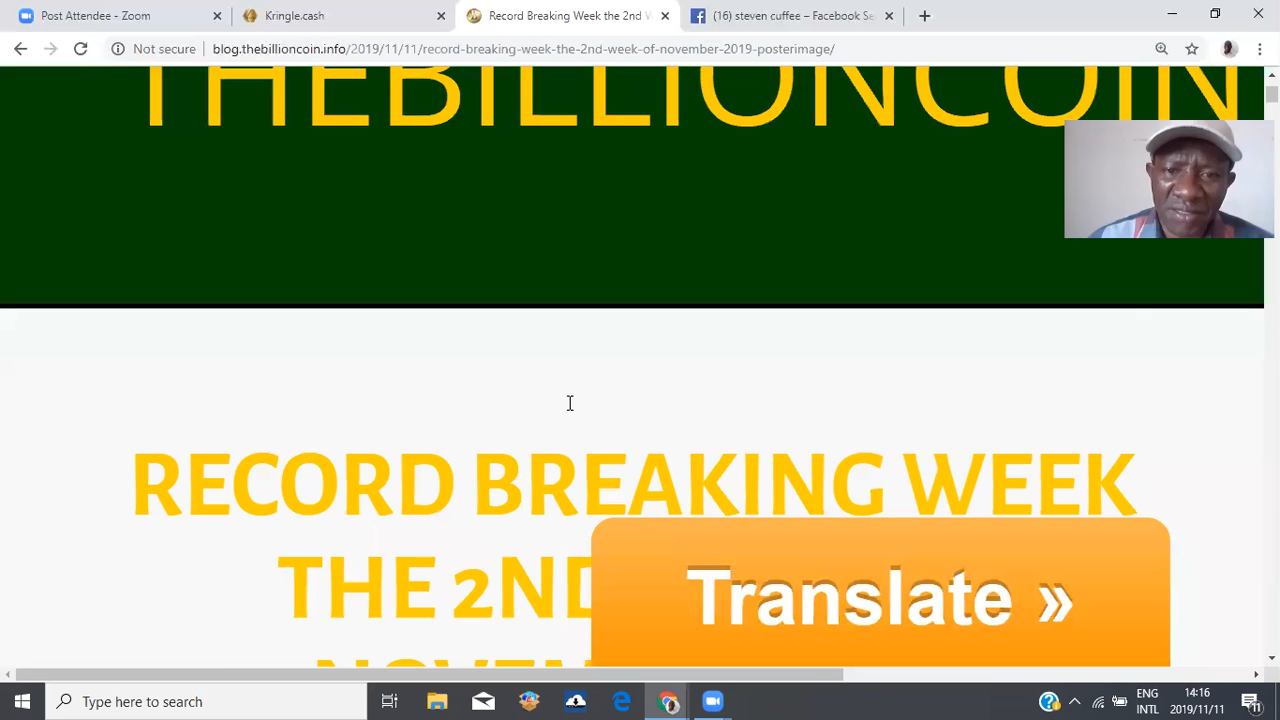 Post Attendee - Zoom
Kringle.cash
Record Breaking Week the 2nd W
(16) steven cuffee – Facebook Se
Not secure
blog.thebillioncoin.info/2019/11/11/record-breaking-week-the-2nd-week-of-november-2019-posterimage/
THEBILLIONCOIN
RECORD BREAKING WEEK
THE 2ND
Translate »
NOVEM
Type here to search
ENG
INTL
14:16
2019/11/11
11